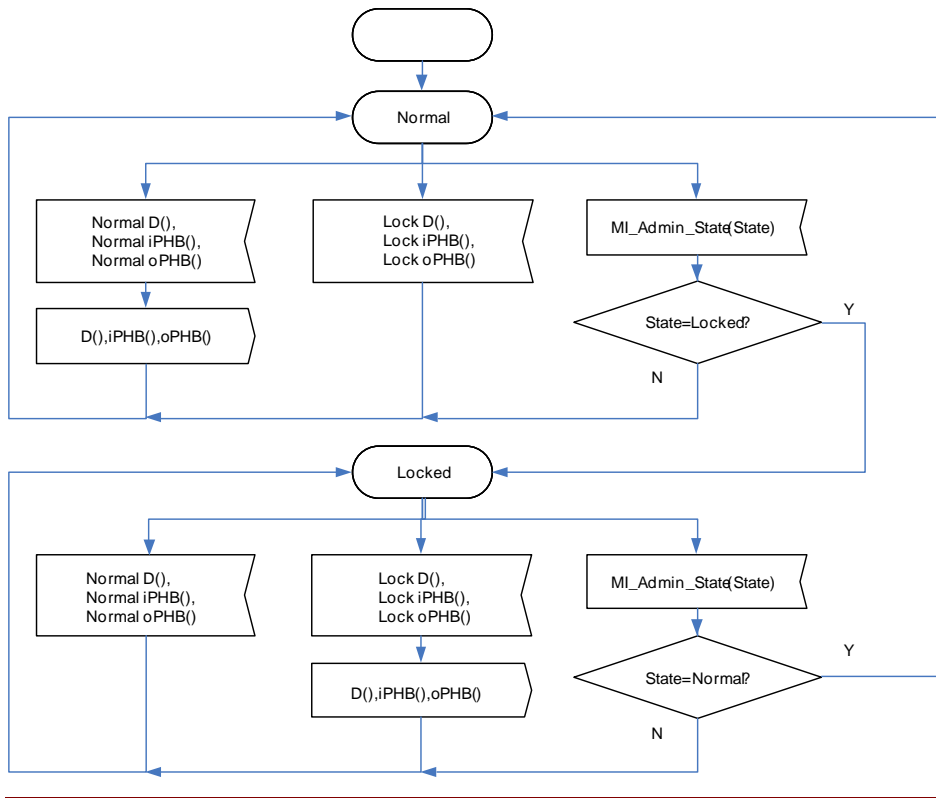 Normal
Normal D(),
Normal iPHB(),
Normal oPHB()
Lock D(),
Lock iPHB(),
Lock oPHB()
MI_Admin_State(State)
D(),iPHB(),oPHB()
State=Locked?
Y
N
Locked
Normal D(),
Normal iPHB(),
Normal oPHB()
Lock D(),
Lock iPHB(),
Lock oPHB()
MI_Admin_State(State)
D(),iPHB(),oPHB()
State=Normal?
Y
N